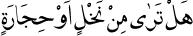 هَلْ تَرٰى مِنْ نَخْلٍ اَوْ حِجَارَةٍ